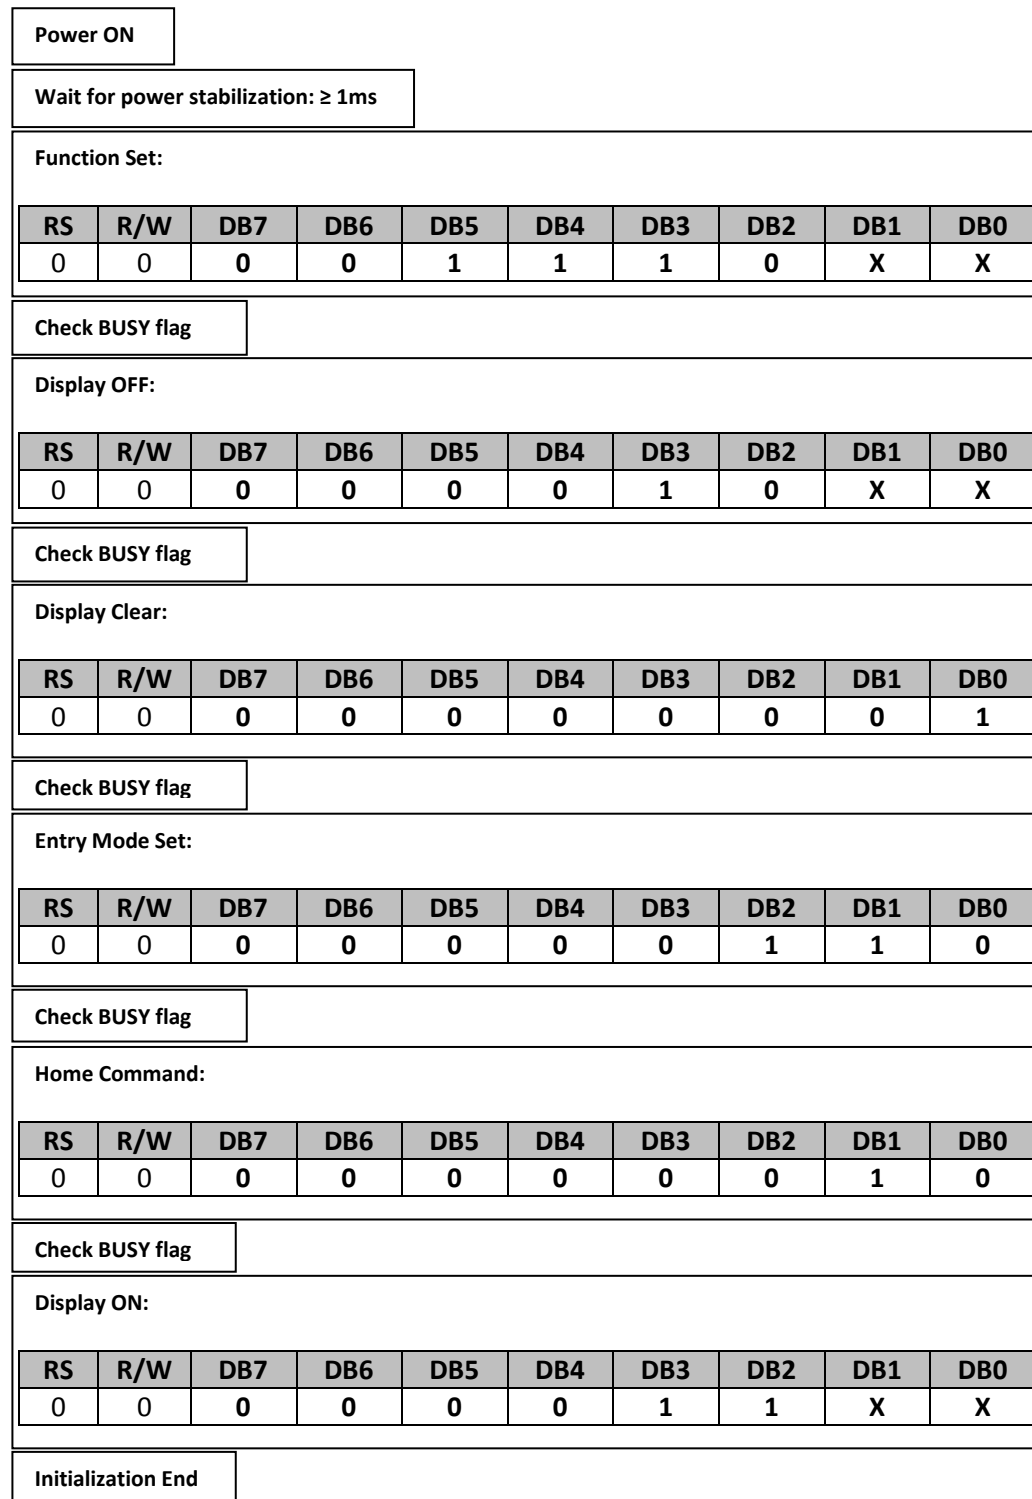 Power ON
Wait for power stabilization: ≥ 1ms
Function Set:
RS R/W DB7 DB6 DB5 DB4 DB3 DB2 DB1 DB0
0 0 0 0 1 1 1 0 X X
Check BUSY flag
Display OFF:
RS R/W DB7 DB6 DB5 DB4 DB3 DB2 DB1 DB0
0 0 0 0 0 0 1 0 X X
Check BUSY flag
Display Clear:
RS R/W DB7 DB6 DB5 DB4 DB3 DB2 DB1 DB0
0 0 0 0 0 0 0 0 0 1
Check BUSY flag
Entry Mode Set:
RS R/W DB7 DB6 DB5 DB4 DB3 DB2 DB1 DB0
0 0 0 0 0 0 0 1 1 0
Check BUSY flag
Home Command:
RS R/W DB7 DB6 DB5 DB4 DB3 DB2 DB1 DB0
0 0 0 0 0 0 0 0 1 0
Check BUSY flag
Display ON:
RS R/W DB7 DB6 DB5 DB4 DB3 DB2 DB1 DB0
0 0 0 0 0 0 1 1 X X
Initialization End